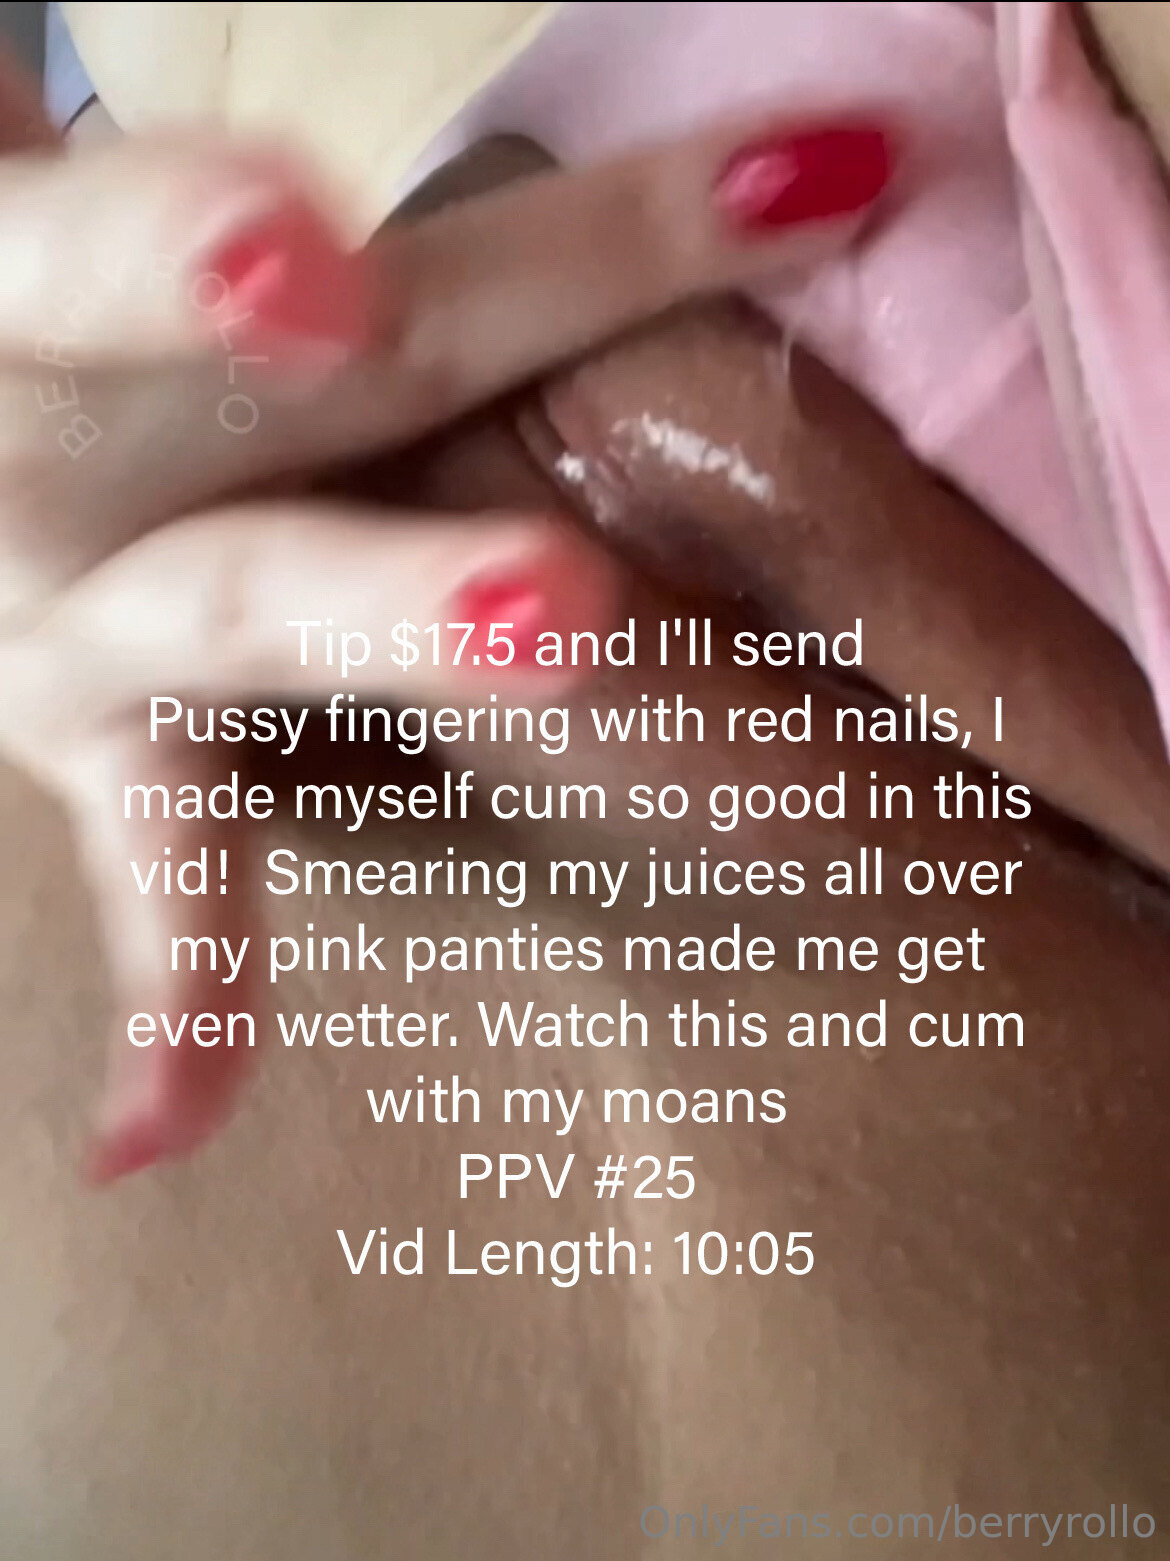 BERRYROLLO
Tip $17.5 and I'll send
Pussy fingering with red nails, I
made myself cum so good in this
vid!  Smearing my juices all over
my pink panties made me get
even wetter. Watch this and cum
with my moans
PPV #25
Vid Length: 10:05
OnlyFans.com/berryrollo